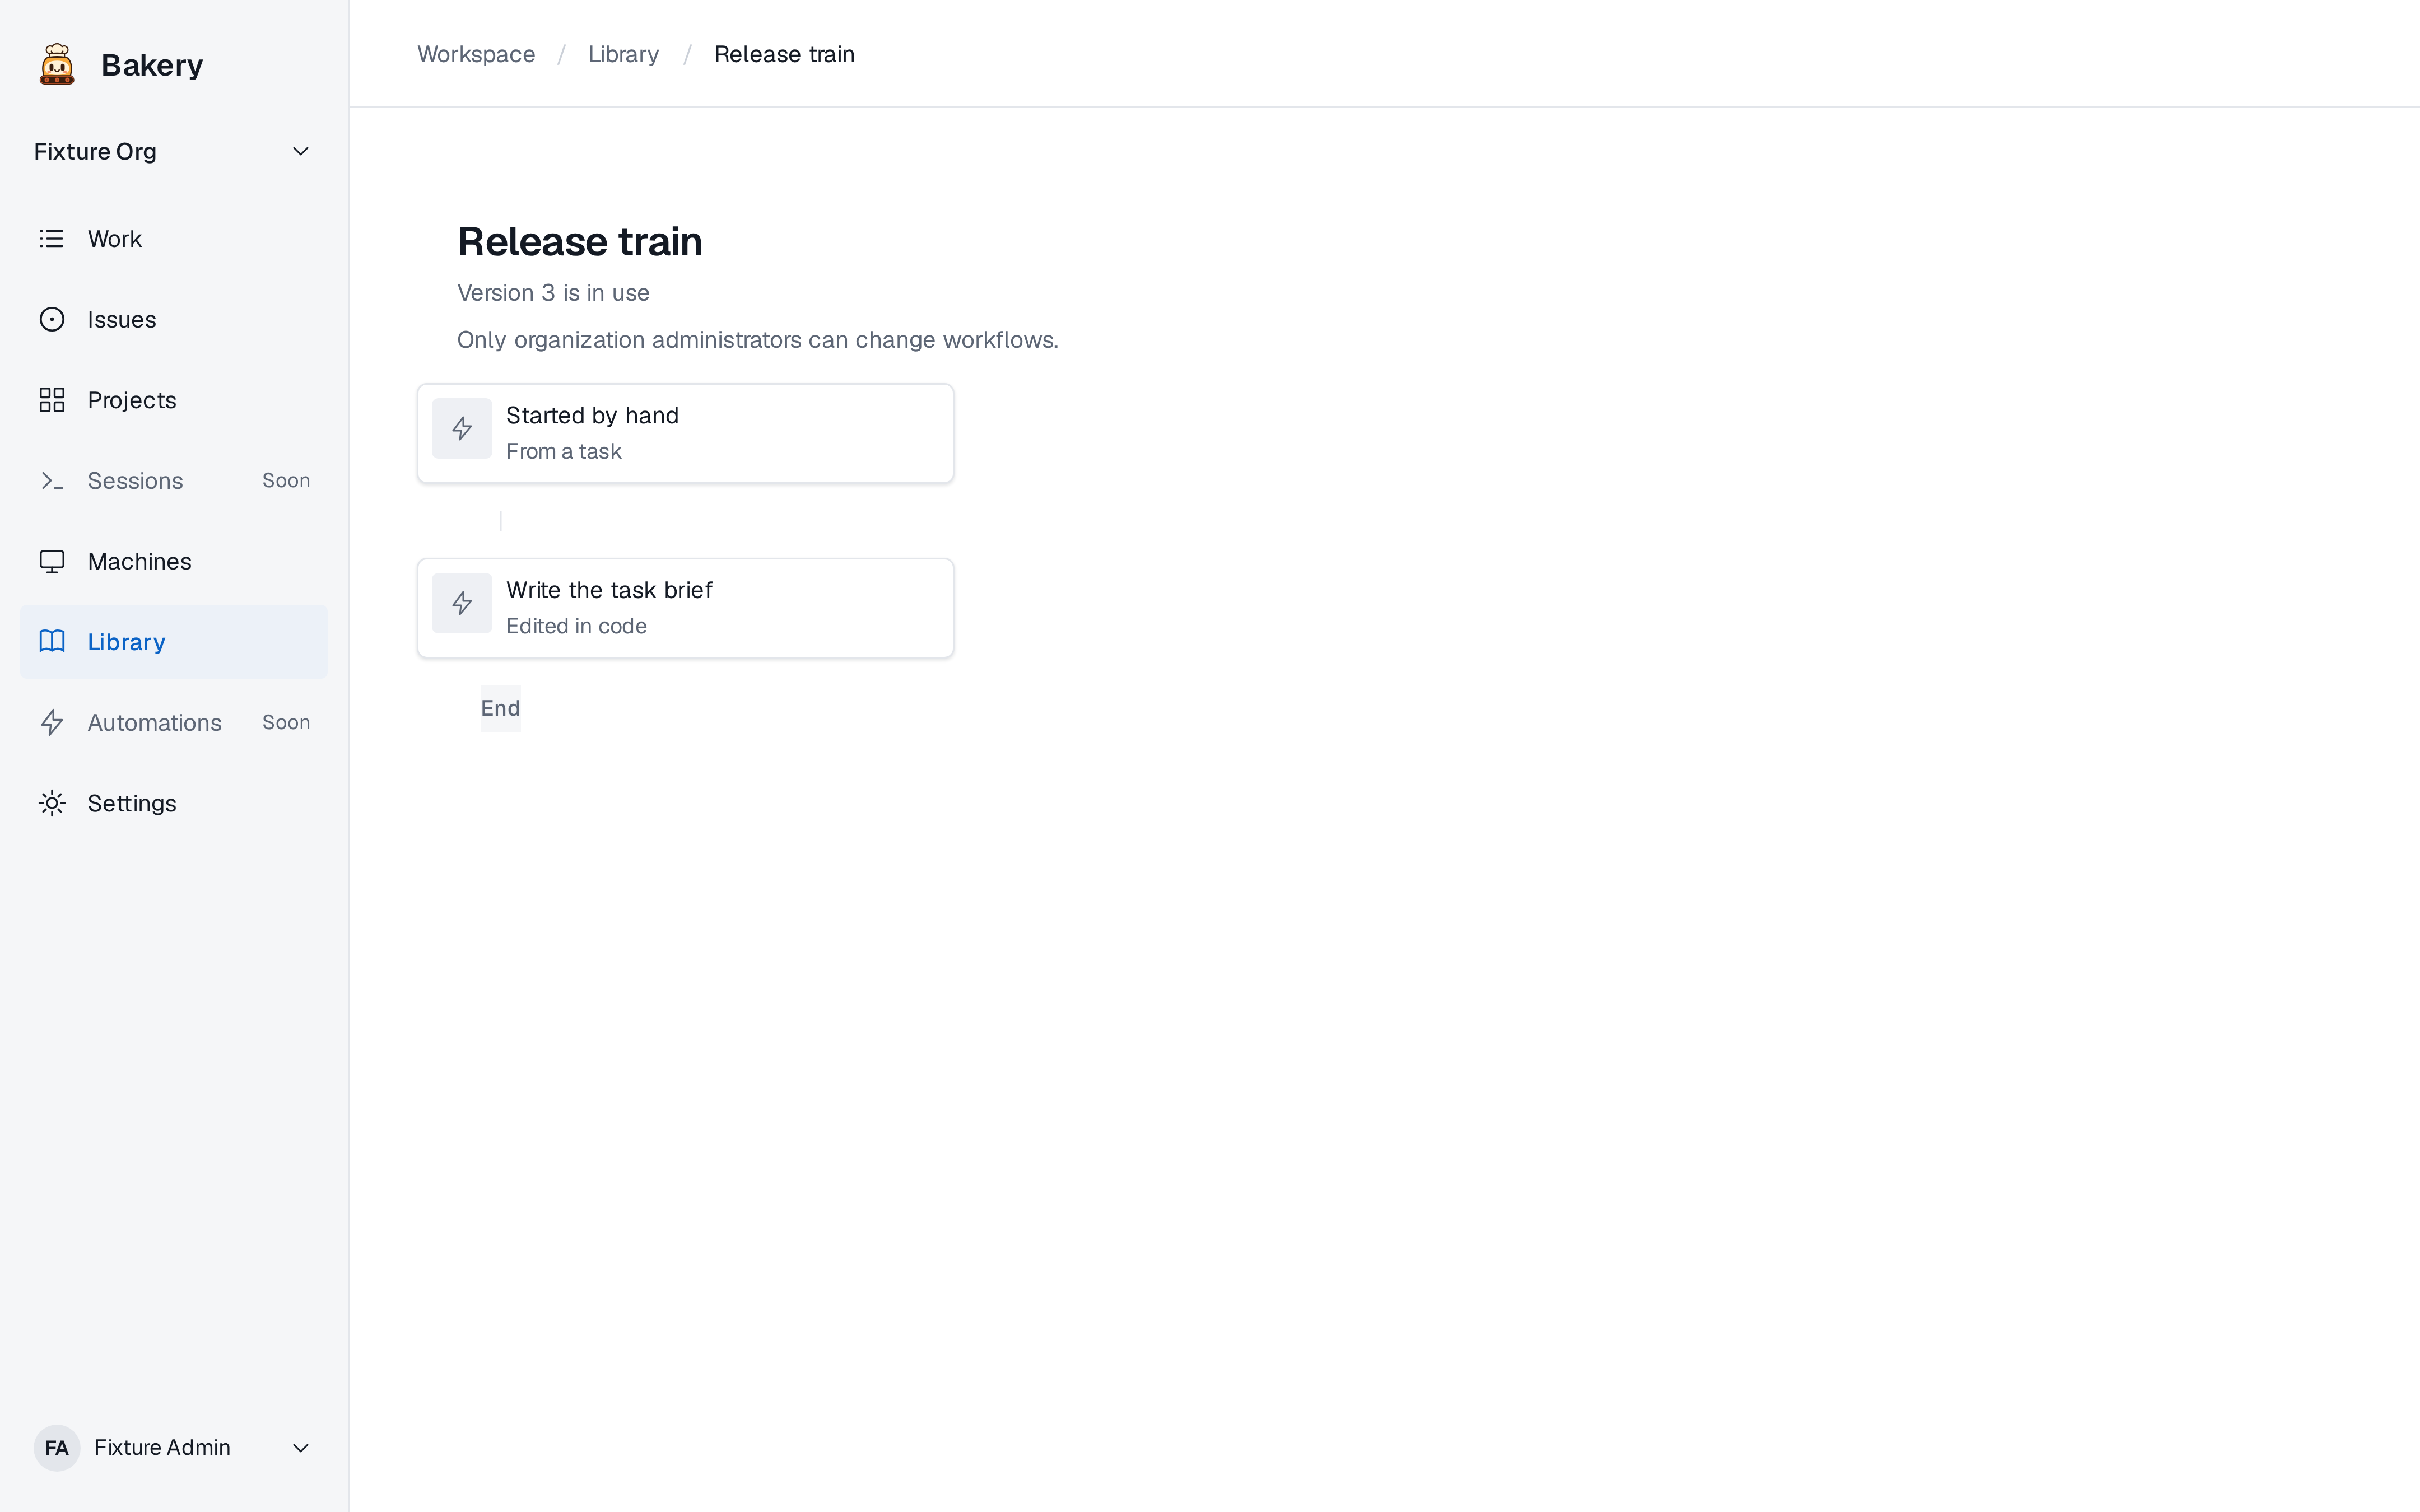 Bakery
Workspace / Library / Release train
Fixture Org
Work
Issues
Projects
Sessions Soon
Machines
Library
Automations Soon
Settings
Release train
Version 3 is in use
Only organization administrators can change workflows.
Started by hand
From a task
Write the task brief
Edited in code
End
FA Fixture Admin